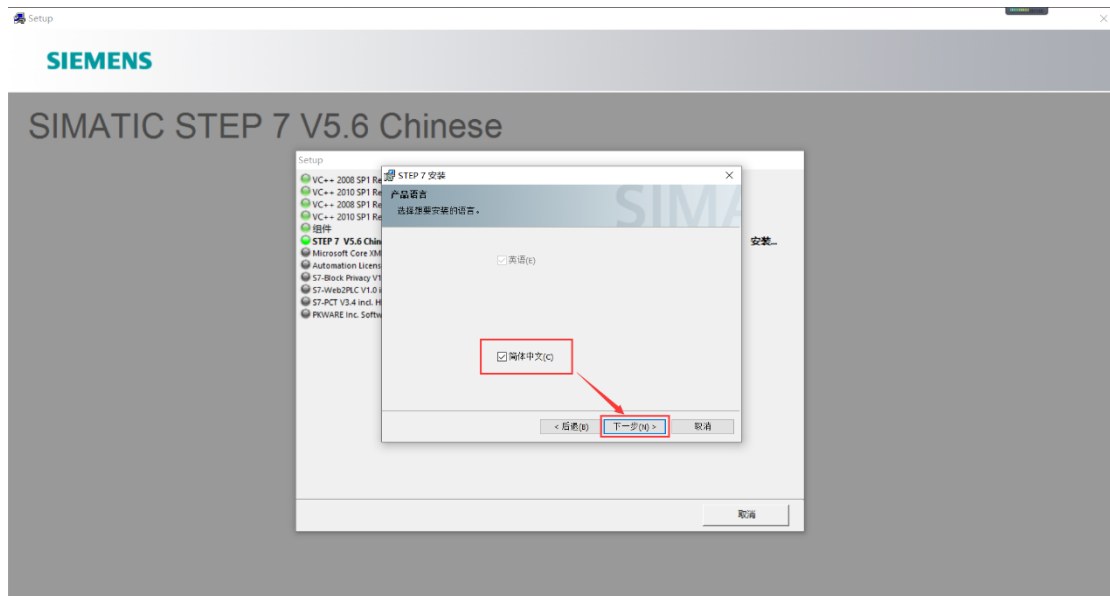 Setup
SIEMENS
SIMATIC STEP 7 V5.6 Chinese
Setup
VC++ 2008 SP1 Re
VC++ 2010 SP1 Re
VC++ 2008 SP1 Re
VC++ 2010 SP1 Re
组件
STEP 7 V5.6 Chin
安装...
Microsoft Core XM
Automation Licens
S7-Block Privacy V1
S7-Web2PLC V1.0 i
S7-PCT V3.4 incl. H
PKWARE Inc. Softw
STEP 7 安装
产品语言
SIMA
选择想要安装的语言。
英语(E)
简体中文(C)
< 后退(B) 下一步(N) > 取消
取消